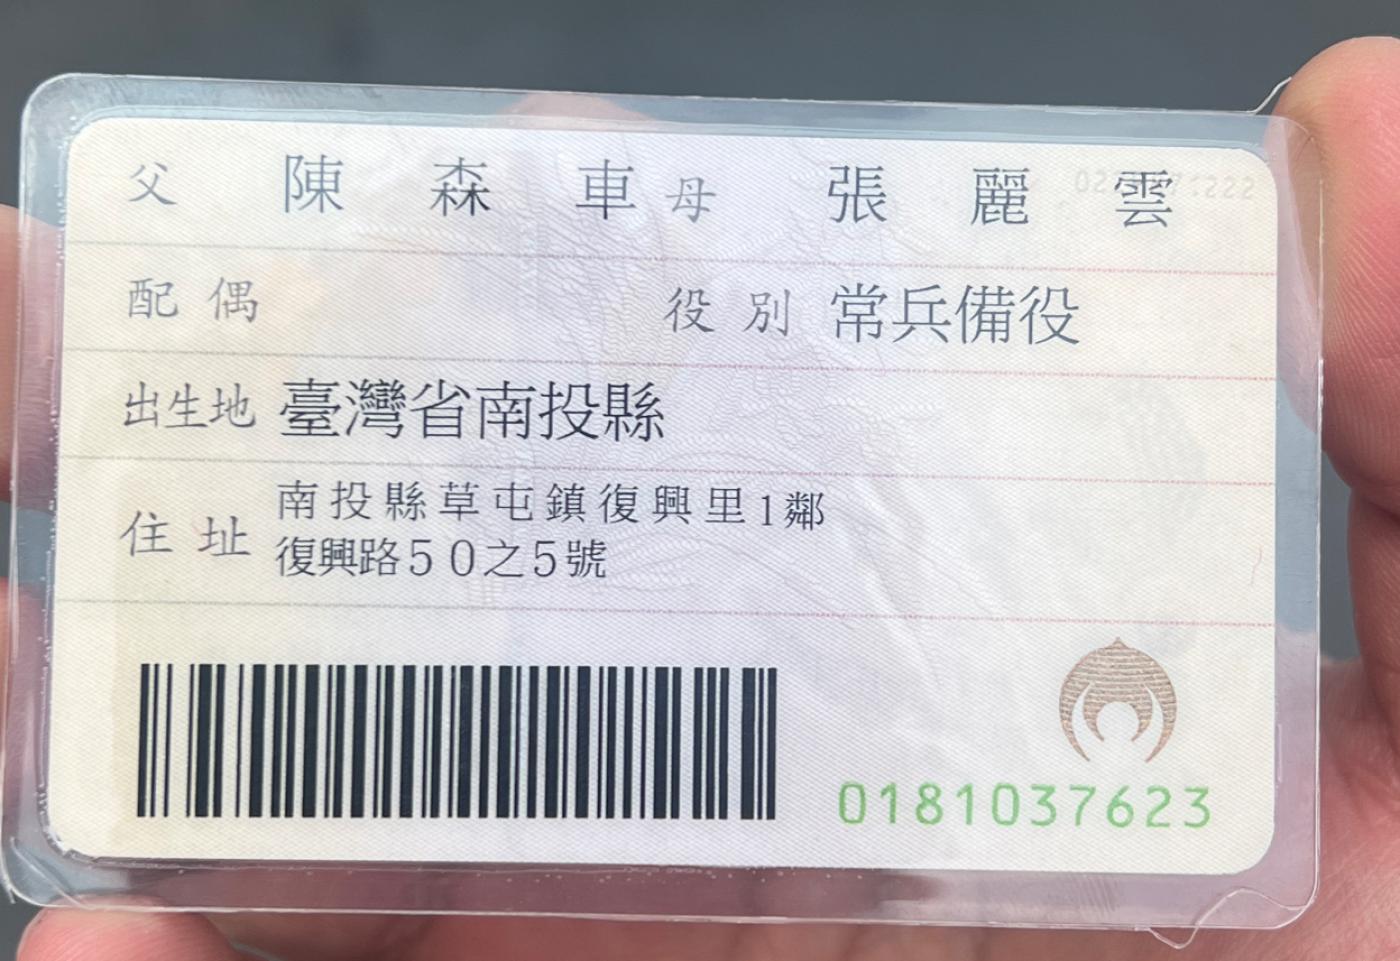 父 陳森車 母 張麗雲
配偶 役別 常兵備役
出生地 臺灣省南投縣
住址 南投縣草屯鎮復興里1鄰
復興路50之5號
0181037623